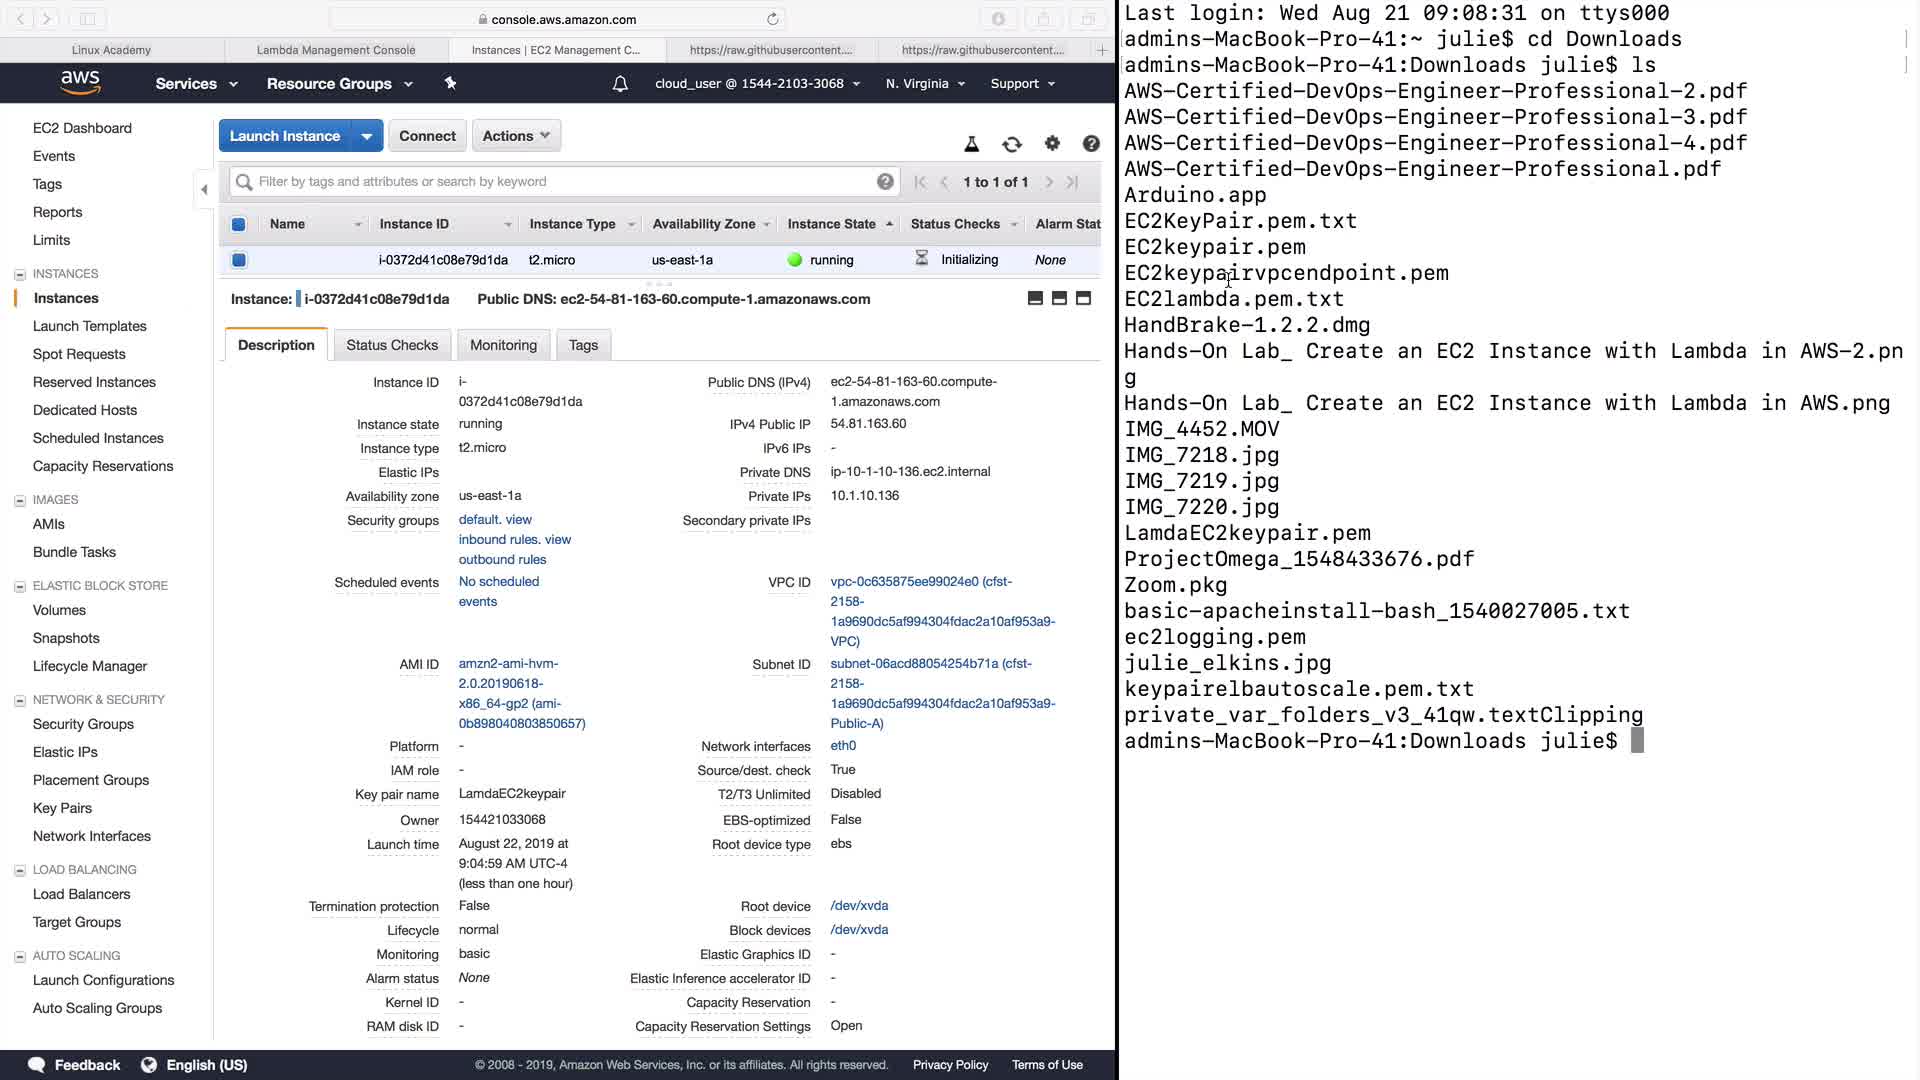 console.aws.amazon.com
Linux Academy
Lambda Management Console
Instances | EC2 Management C...
https://raw.githubusercontent....
https://raw.githubusercontent....
aws
Services
Resource Groups
cloud_user @ 1544-2103-3068
N. Virginia
Support
EC2 Dashboard
Events
Tags
Reports
Limits
INSTANCES
Instances
Launch Templates
Spot Requests
Reserved Instances
Dedicated Hosts
Scheduled Instances
Capacity Reservations
IMAGES
AMIs
Bundle Tasks
ELASTIC BLOCK STORE
Volumes
Snapshots
Lifecycle Manager
NETWORK & SECURITY
Security Groups
Elastic IPs
Placement Groups
Key Pairs
Network Interfaces
LOAD BALANCING
Load Balancers
Target Groups
AUTO SCALING
Launch Configurations
Auto Scaling Groups
Launch Instance
Connect
Actions
Filter by tags and attributes or search by keyword
1 to 1 of 1
Name Instance ID Instance Type Availability Zone Instance State Status Checks Alarm Stat
i-0372d41c08e79d1da t2.micro us-east-1a running Initializing None
Instance: i-0372d41c08e79d1da Public DNS: ec2-54-81-163-60.compute-1.amazonaws.com
Description Status Checks Monitoring Tags
Instance ID i-
0372d41c08e79d1da
Instance state running
Instance type t2.micro
Elastic IPs
Availability zone us-east-1a
Security groups default. view
inbound rules. view
outbound rules
Scheduled events No scheduled
events
AMI ID amzn2-ami-hvm-
2.0.20190618-
x86_64-gp2 (ami-
0b898040803850657)
Platform -
IAM role -
Key pair name LamdaEC2keypair
Owner 154421033068
Launch time August 22, 2019 at
9:04:59 AM UTC-4
(less than one hour)
Termination protection False
Lifecycle normal
Monitoring basic
Alarm status None
Kernel ID -
RAM disk ID -
Public DNS (IPv4) ec2-54-81-163-60.compute-
1.amazonaws.com
IPv4 Public IP 54.81.163.60
IPv6 IPs -
Private DNS ip-10-1-10-136.ec2.internal
Private IPs 10.1.10.136
Secondary private IPs
VPC ID vpc-0c635875ee99024e0 (cfst-
2158-
1a9690dc5af994304fdac2a10af953a9-
VPC)
Subnet ID subnet-06acd88054254b71a (cfst-
2158-
1a9690dc5af994304fdac2a10af953a9-
Public-A)
Network interfaces eth0
Source/dest. check True
T2/T3 Unlimited Disabled
EBS-optimized False
Root device type ebs
Root device /dev/xvda
Block devices /dev/xvda
Elastic Graphics ID -
Elastic Inference accelerator ID -
Capacity Reservation -
Capacity Reservation Settings Open
Feedback
English (US)
© 2008 - 2019, Amazon Web Services, Inc. or its affiliates. All rights reserved.
Privacy Policy
Terms of Use
Last login: Wed Aug 21 09:08:31 on ttys000
[admins-MacBook-Pro-41:~ julie$ cd Downloads ]
[admins-MacBook-Pro-41:Downloads julie$ ls ]
AWS-Certified-DevOps-Engineer-Professional-2.pdf
AWS-Certified-DevOps-Engineer-Professional-3.pdf
AWS-Certified-DevOps-Engineer-Professional-4.pdf
AWS-Certified-DevOps-Engineer-Professional.pdf
Arduino.app
EC2KeyPair.pem.txt
EC2keypair.pem
EC2keypairvpcendpoint.pem
EC2lambda.pem.txt
HandBrake-1.2.2.dmg
Hands-On Lab_ Create an EC2 Instance with Lambda in AWS-2.pn
g
Hands-On Lab_ Create an EC2 Instance with Lambda in AWS.png
IMG_4452.MOV
IMG_7218.jpg
IMG_7219.jpg
IMG_7220.jpg
LamdaEC2keypair.pem
ProjectOmega_1548433676.pdf
Zoom.pkg
basic-apacheinstall-bash_1540027005.txt
ec2logging.pem
julie_elkins.jpg
keypairelbautoscale.pem.txt
private_var_folders_v3_41qw.textClipping
admins-MacBook-Pro-41:Downloads julie$